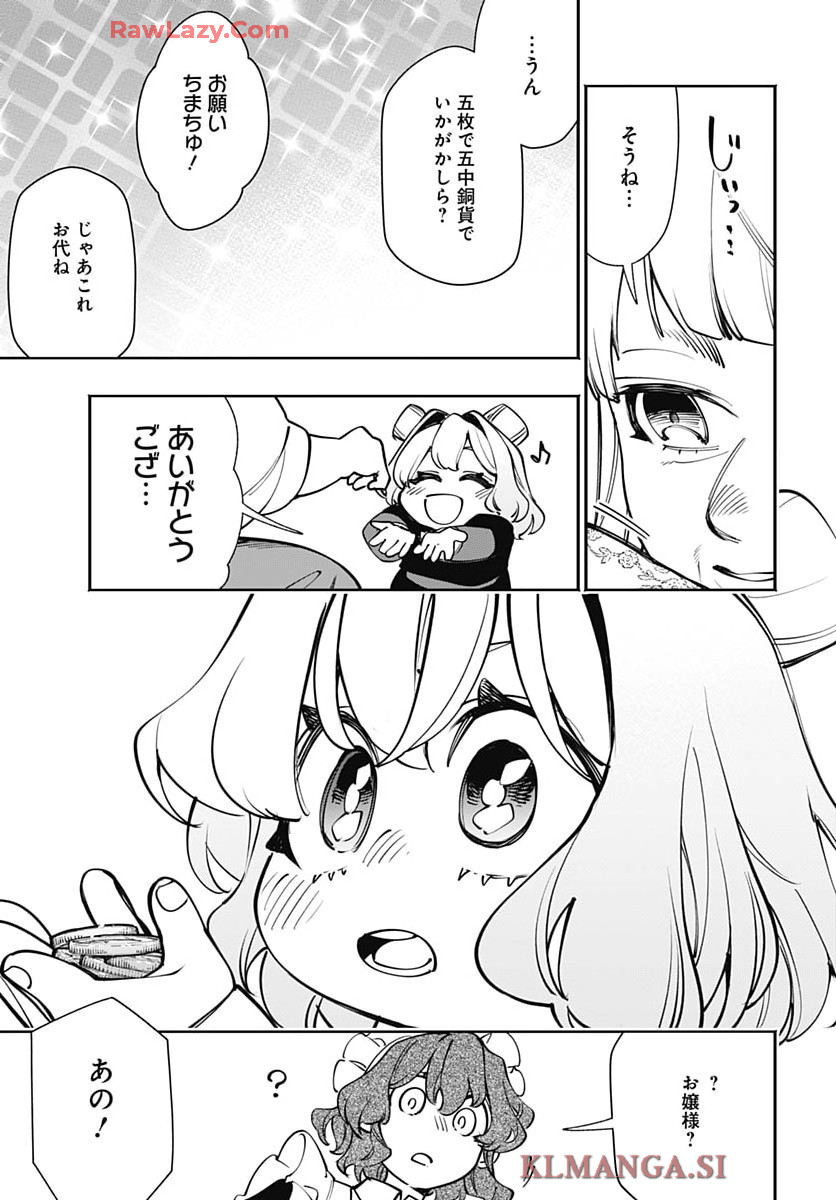 RawLazy.Com
じいっ…
そうね…
…うん
五枚で五中銅貨で
いかがかしら?
お願い
ちまちゅ!
じゃあこれ
お代ね
あいがとう
ござ…
?
お嬢様?
?
あの!
KLMANGA.SI